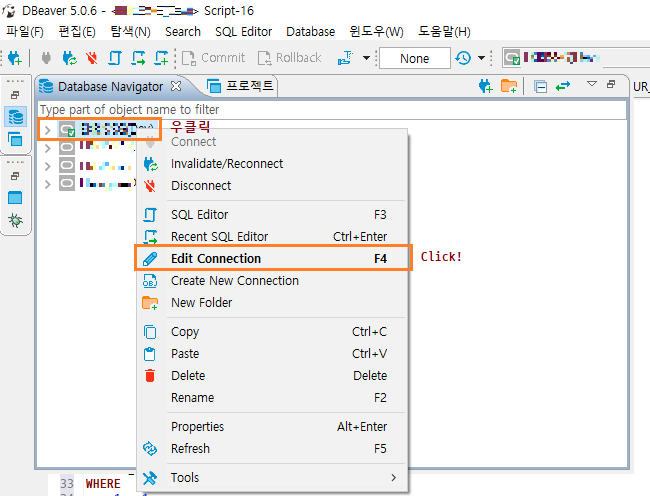 DBeaver 5.0.6 - Script-16
파일(F) 편집(E) 탐색(N) Search SQL Editor Database 윈도우(W) 도움말(H)
Commit Rollback None
Database Navigator 프로젝트
UR_
Type part of object name to filter
우클릭
Connect
Invalidate/Reconnect
Disconnect
SQL Editor F3
Recent SQL Editor Ctrl+Enter
Edit Connection F4 Click!
Create New Connection
New Folder
Copy Ctrl+C
Paste Ctrl+V
Delete Delete
Rename F2
Properties Alt+Enter
Refresh F5
Tools
33 WHERE